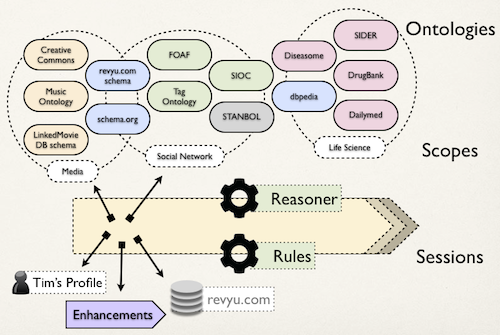 Ontologies
SIDER
Creative
Commons
FOAF
Diseasome
revyu.com
schema
SIOC
DrugBank
Music
Ontology
Tag
Ontology
dbpedia
schema.org
STANBOL
Dailymed
LinkedMovie
DB schema
Social Network
Life Science
Scopes
Media
Reasoner
Rules
Sessions
Tim's Profile
revyu.com
Enhancements